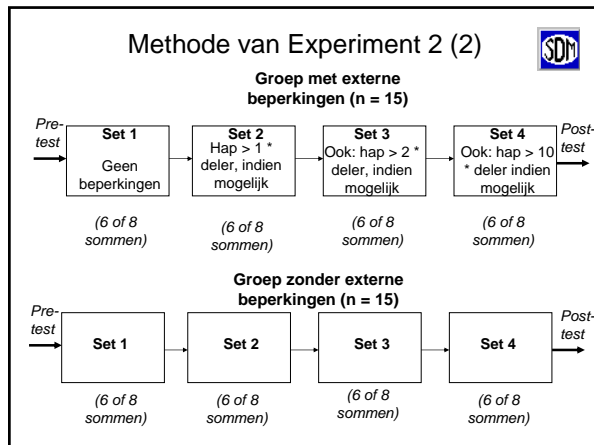 Methode van Experiment 2 (2)
SDM
Groep met externe
beperkingen (n = 15)
Pre-
test
Set 1
Geen
beperkingen
Set 2
Hap > 1 *
deler, indien
mogelijk
Set 3
Ook: hap > 2 *
deler, indien
mogelijk
Set 4
Ook: hap > 10
* deler indien
mogelijk
Post-
test
(6 of 8
sommen)
(6 of 8
sommen)
(6 of 8
sommen)
(6 of 8
sommen)
Groep zonder externe
beperkingen (n = 15)
Pre-
test
Set 1
Set 2
Set 3
Set 4
Post-
test
(6 of 8
sommen)
(6 of 8
sommen)
(6 of 8
sommen)
(6 of 8
sommen)